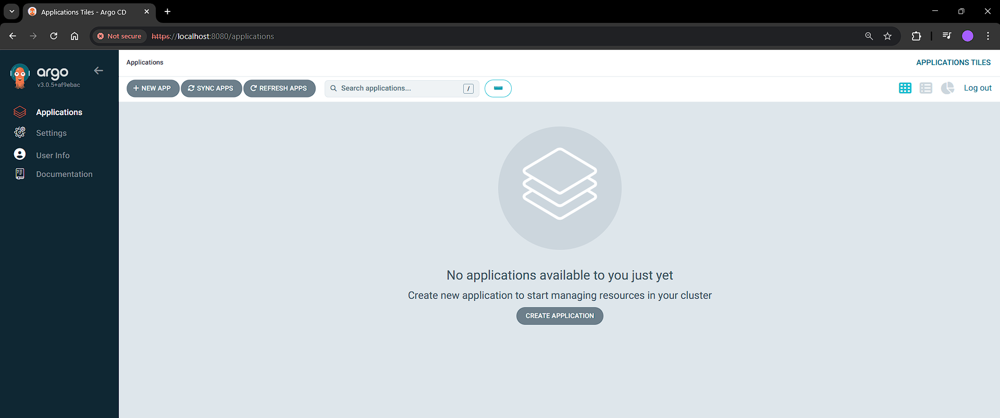 Applications Tiles - Argo CD
Not secure
https://localhost:8080/applications
argo
v3.0.5+af9ebac
Applications
Settings
User Info
Documentation
Applications
APPLICATIONS TILES
NEW APP
SYNC APPS
REFRESH APPS
Search applications...
/
Log out
No applications available to you just yet
Create new application to start managing resources in your cluster
CREATE APPLICATION